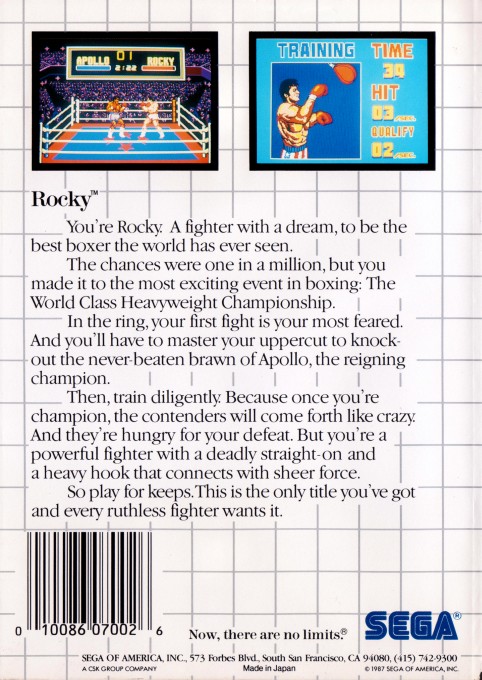 01
APOLLO ROCKY
2:22
TRAINING TIME
34
HIT
03
QUALIFY
02
Rocky™
You're Rocky. A fighter with a dream, to be the
best boxer the world has ever seen.
The chances were one in a million, but you
made it to the most exciting event in boxing: The
World Class Heavyweight Championship.
In the ring, your first fight is your most feared.
And you'll have to master your uppercut to knock-
out the never-beaten brawn of Apollo, the reigning
champion.
Then, train diligently. Because once you're
champion, the contenders will come forth like crazy.
And they're hungry for your defeat. But you're a
powerful fighter with a deadly straight-on and
a heavy hook that connects with sheer force.
So play for keeps. This is the only title you've got
and every ruthless fighter wants it.
0 10086 07002 6
Now, there are no limits.®
SEGA®
SEGA OF AMERICA, INC., 573 Forbes Blvd., South San Francisco, CA 94080, (415) 742-9300
A CSK GROUP COMPANY Made in Japan ©1987 SEGA OF AMERICA, INC.